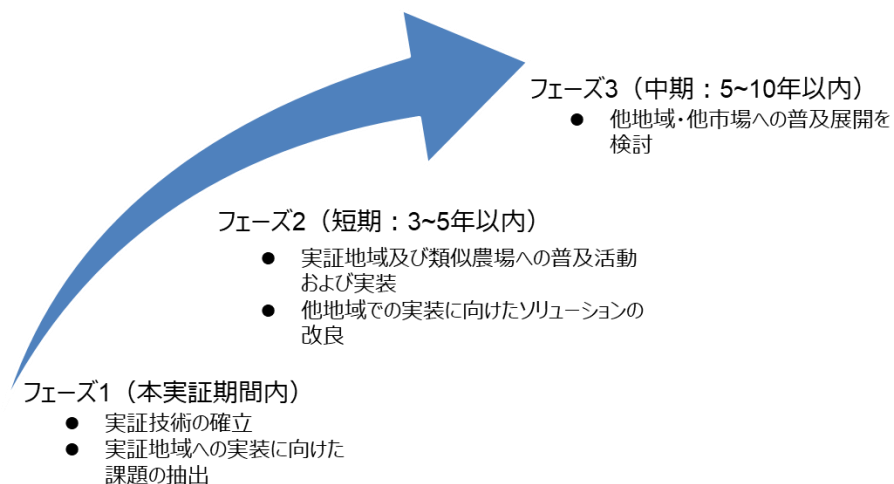 フェーズ3（中期：5~10年以内）
● 他地域・他市場への普及展開を
検討
フェーズ2（短期：3~5年以内）
● 実証地域及び類似農場への普及活動
および実装
● 他地域での実装に向けたソリューションの
改良
フェーズ1（本実証期間内）
● 実証技術の確立
● 実証地域への実装に向けた
課題の抽出